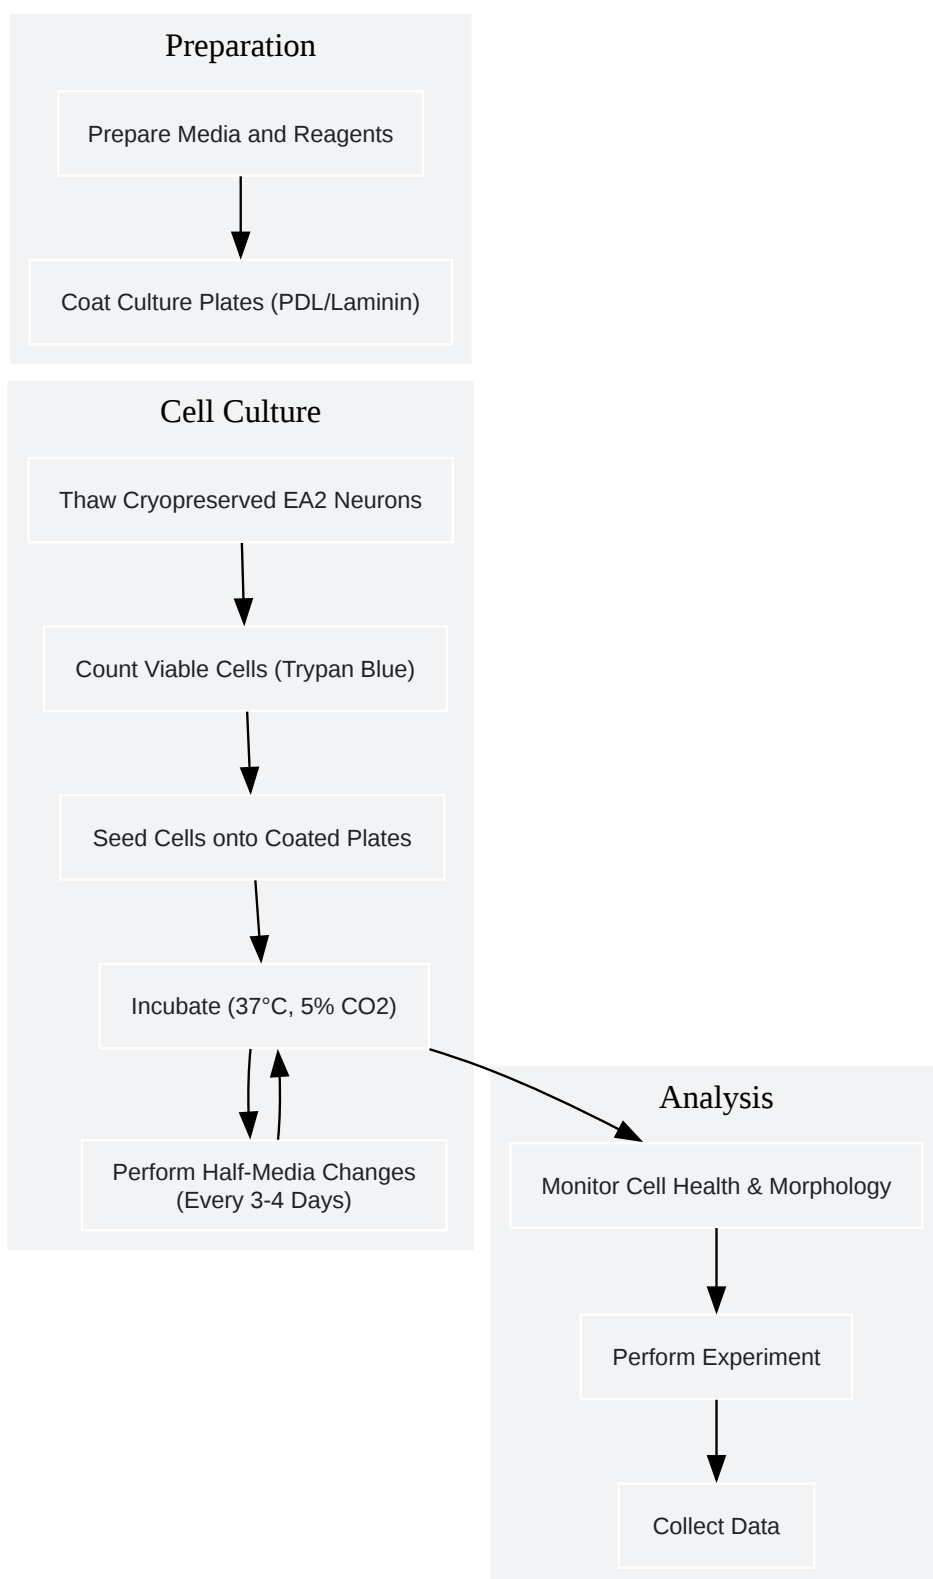 Preparation
Prepare Media and Reagents
Coat Culture Plates (PDL/Laminin)
Cell Culture
Thaw Cryopreserved EA2 Neurons
Count Viable Cells (Trypan Blue)
Seed Cells onto Coated Plates
Incubate (37°C, 5% CO2)
Perform Half-Media Changes
(Every 3-4 Days)
Analysis
Monitor Cell Health & Morphology
Perform Experiment
Collect Data